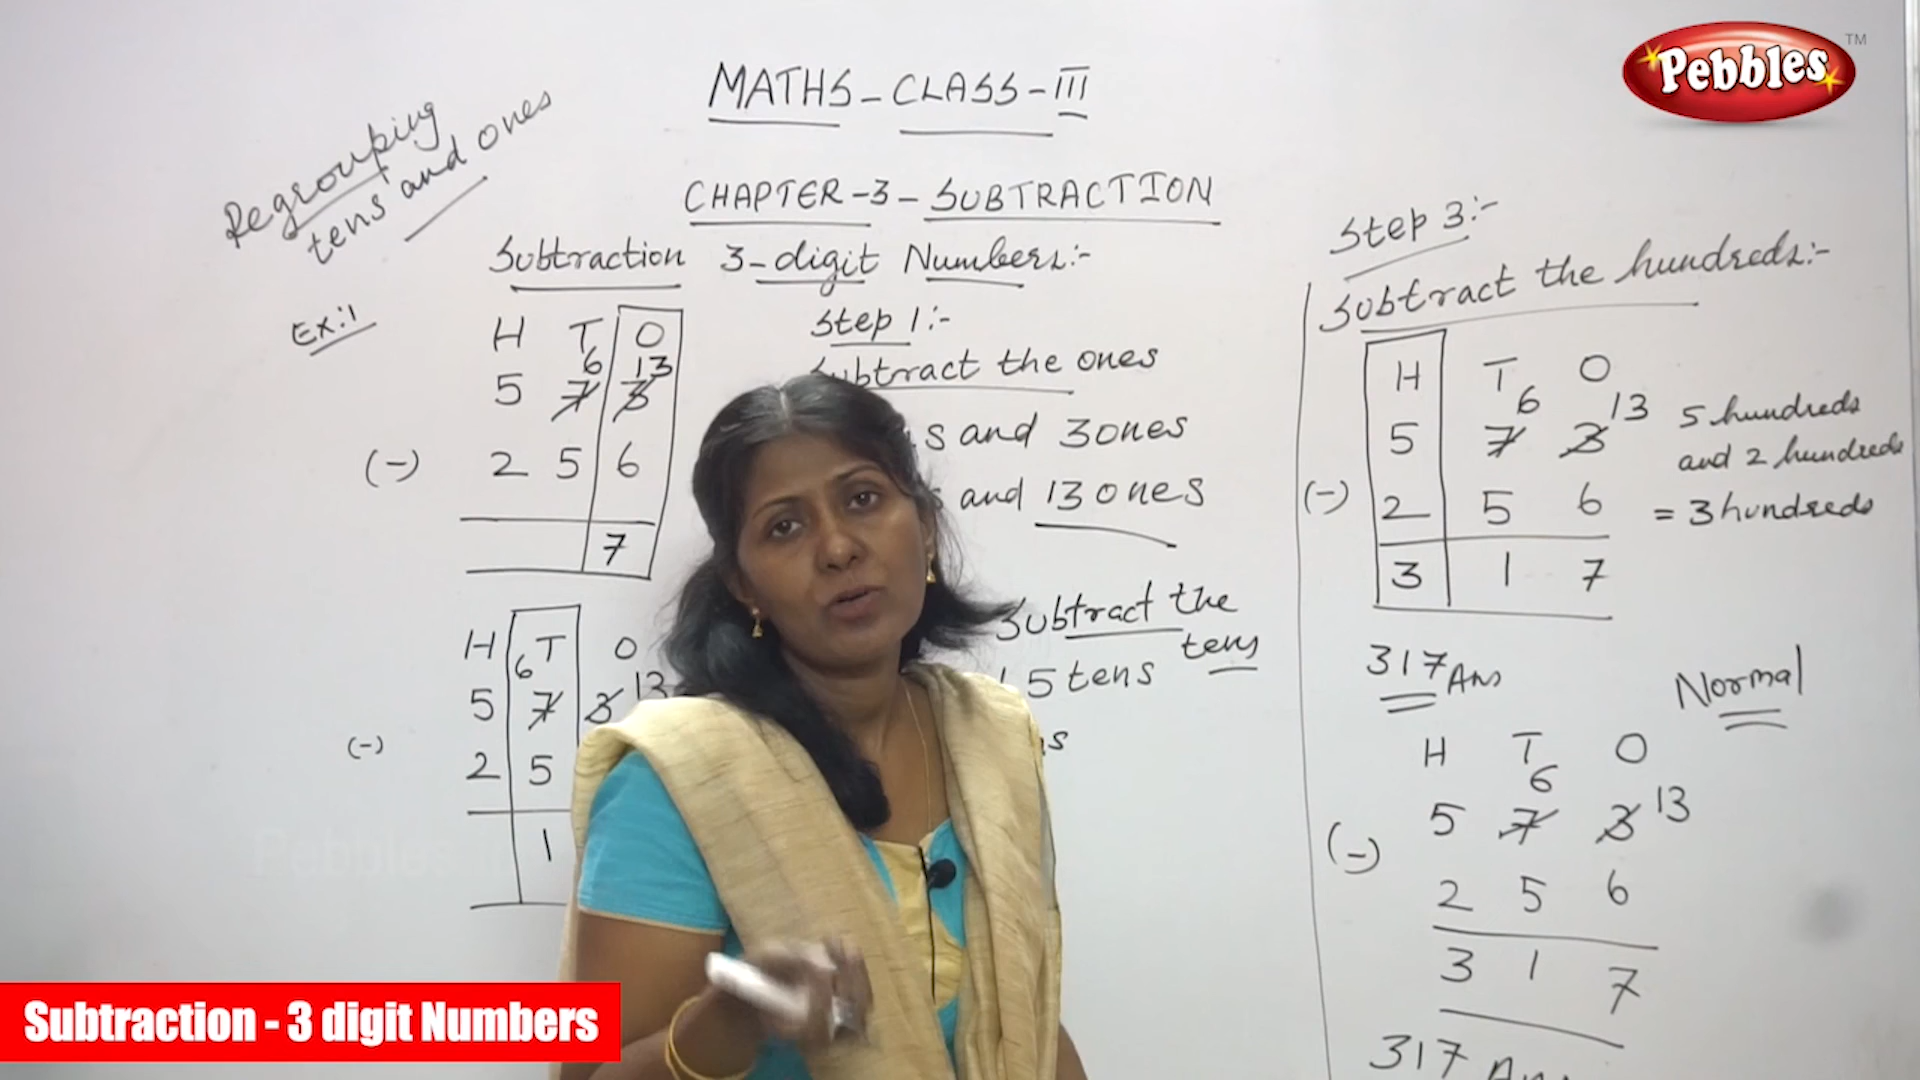 Pebbles TM
MATHS - CLASS - III
CHAPTER - 3 - SUBTRACTION
Regrouping
tens and ones
Subtraction 3-digit Numbers:-
Ex:1
H T O
6 13
5 7 3
(-) 2 5 6
7
Step 1:-
Subtract the ones
and 3 ones
and 13 ones
H T O
6 13
5 7 3
(-)
2 5
1
Subtract the
tens
5 tens
Step 3:-
Subtract the hundreds:-
H T O
6 13
5 7 3
(-) 2 5 6
3 1 7
5 hundreds
and 2 hundreds
= 3 hundreds
317 Ans
Normal
H T O
6 13
5 7 3
(-)
2 5 6
3 1 7
317 Ans
Subtraction - 3 digit Numbers